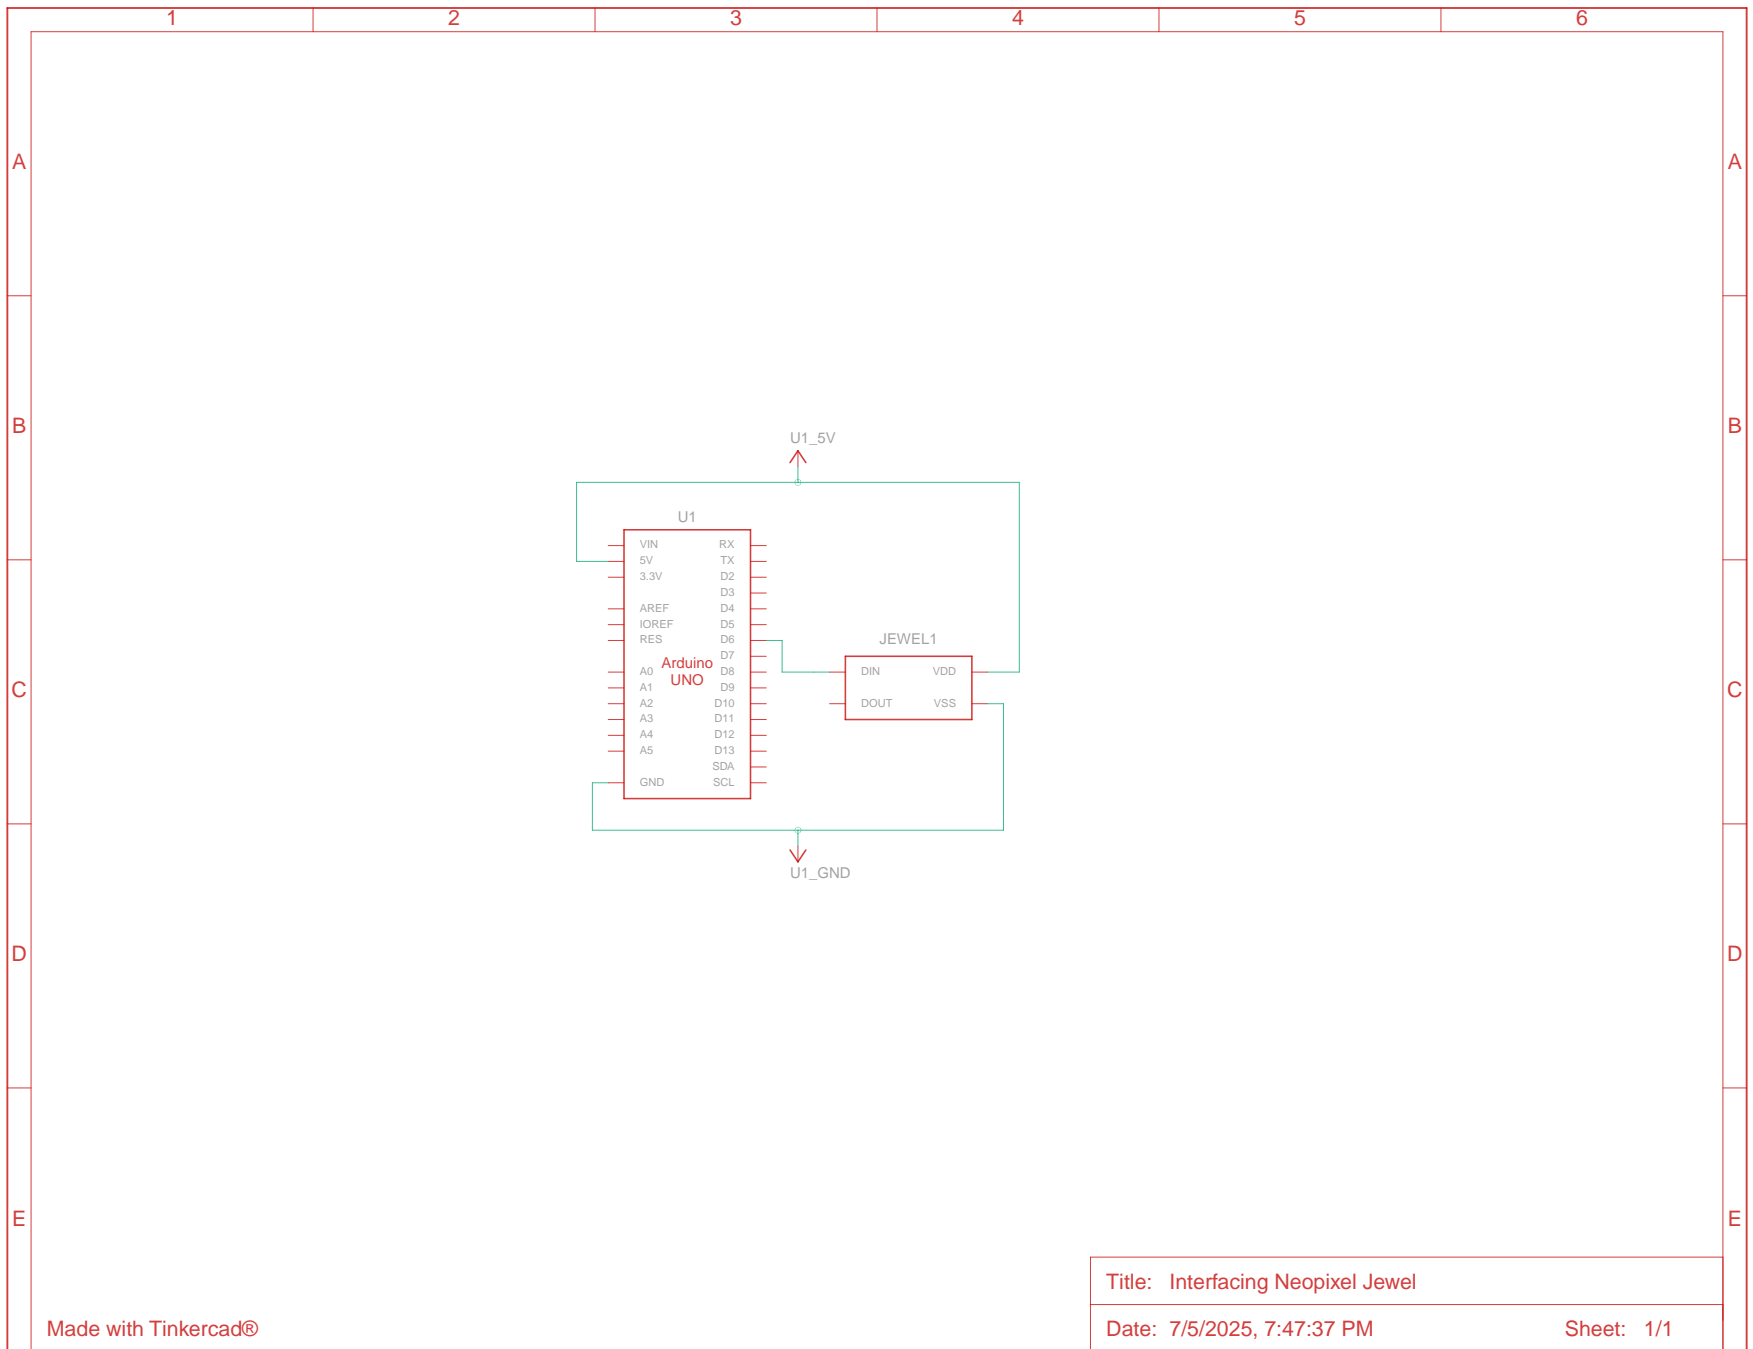 1 2 3 4 5 6
A A
B B
U1_5V
U1
VIN RX
5V TX
3.3V D2
D3
AREF D4
IOREF D5
RES D6
D7
Arduino
UNO
A0 D8
A1 D9
A2 D10
A3 D11
A4 D12
A5 D13
SDA
GND SCL
JEWEL1
DIN VDD
DOUT VSS
C C
U1_GND
D D
E E
Title: Interfacing Neopixel Jewel
Made with Tinkercad®
Date: 7/5/2025, 7:47:37 PM Sheet: 1/1